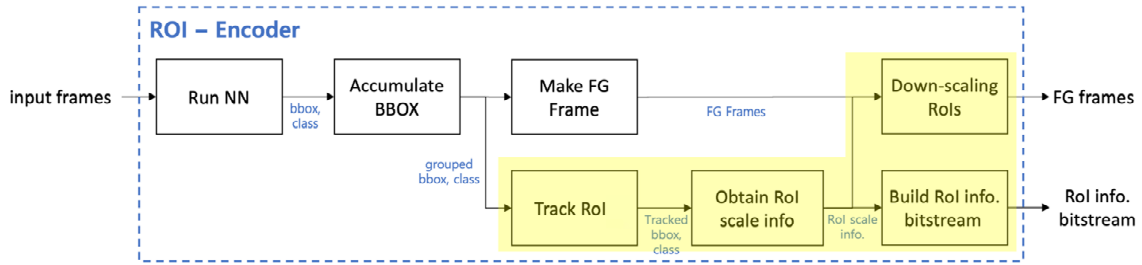 ROI – Encoder
input frames
Run NN
bbox,
class
Accumulate
BBOX
Make FG
Frame
FG Frames
Down-scaling
RoIs
FG frames
grouped
bbox, class
Track RoI
Tracked
bbox,
class
Obtain RoI
scale info
RoI scale
info.
Build RoI info.
bitstream
RoI info.
bitstream